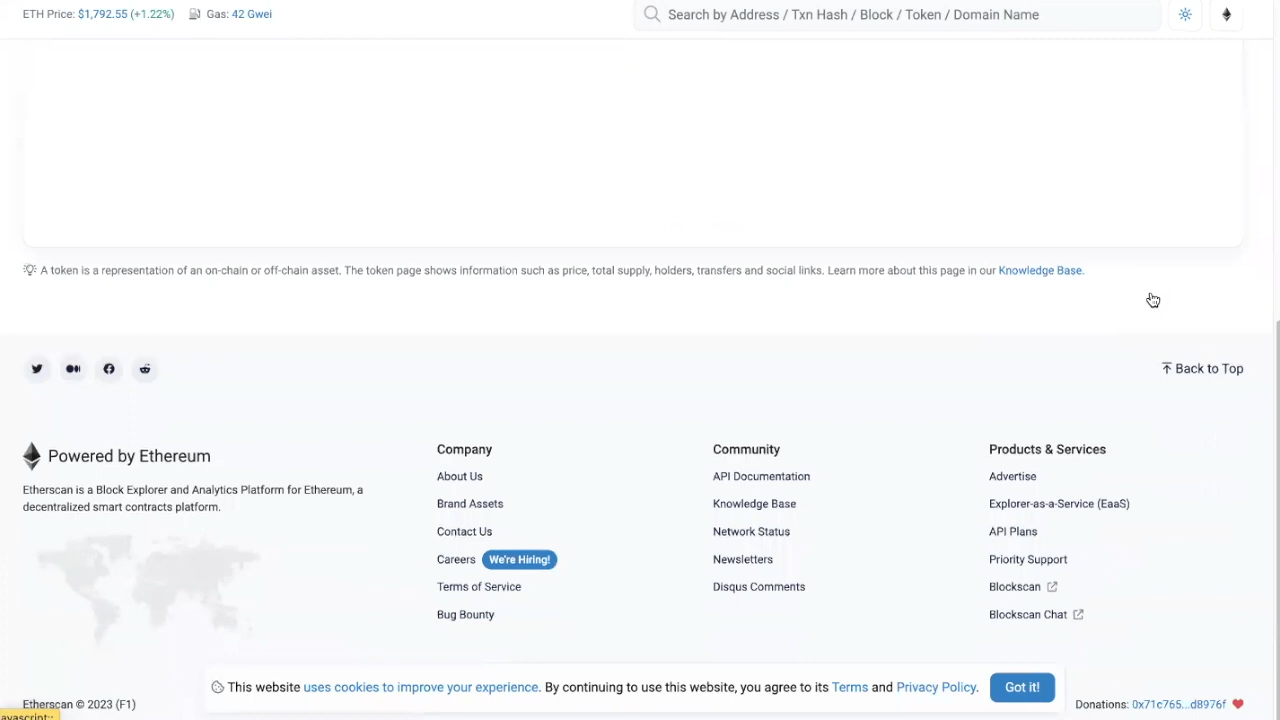 ETH Price: $1,792.55 (+1.22%) Gas: 42 Gwei
Search by Address / Txn Hash / Block / Token / Domain Name
A token is a representation of an on-chain or off-chain asset. The token page shows information such as price, total supply, holders, transfers and social links. Learn more about this page in our Knowledge Base.
Back to Top
Powered by Ethereum
Etherscan is a Block Explorer and Analytics Platform for Ethereum, a
decentralized smart contracts platform.
Company
About Us
Brand Assets
Contact Us
Careers We're Hiring!
Terms of Service
Bug Bounty
Community
API Documentation
Knowledge Base
Network Status
Newsletters
Disqus Comments
Products & Services
Advertise
Explorer-as-a-Service (EaaS)
API Plans
Priority Support
Blockscan
Blockscan Chat
This website uses cookies to improve your experience. By continuing to use this website, you agree to its Terms and Privacy Policy. Got it!
Etherscan © 2023 (F1)
Donations: 0x71c765...d8976f
avascript:;